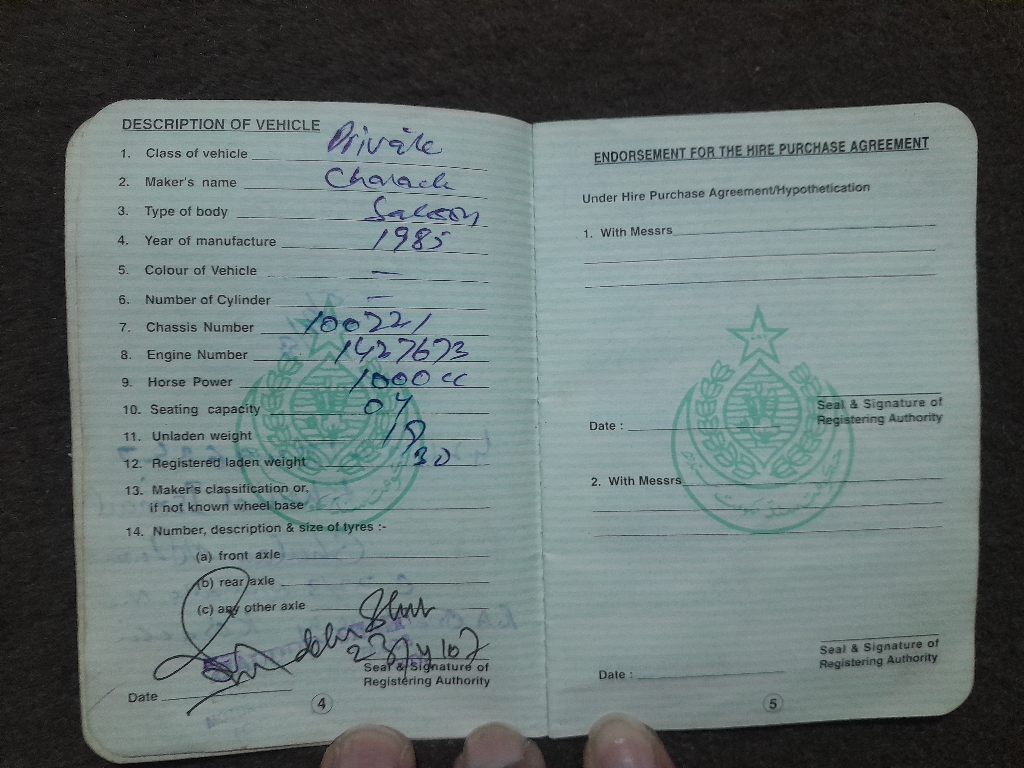 DESCRIPTION OF VEHICLE
1. Class of vehicle Private
2. Maker's name Charade
3. Type of body Saloon
4. Year of manufacture 1985
5. Colour of Vehicle —
6. Number of Cylinder —
7. Chassis Number 100221
8. Engine Number 1427673
9. Horse Power 1000 cc
10. Seating capacity 04
11. Unladen weight
12. Registered laden weight
13. Maker's classification or,
if not known wheel base
14. Number, description & size of tyres :-
(a) front axle
(b) rear axle
(c) any other axle
Seal & Signature of
Registering Authority
Date
4
ENDORSEMENT FOR THE HIRE PURCHASE AGREEMENT
Under Hire Purchase Agreement/Hypothetication
1. With Messrs
Seal & Signature of
Registering Authority
Date :
2. With Messrs
Seal & Signature of
Registering Authority
Date :
5